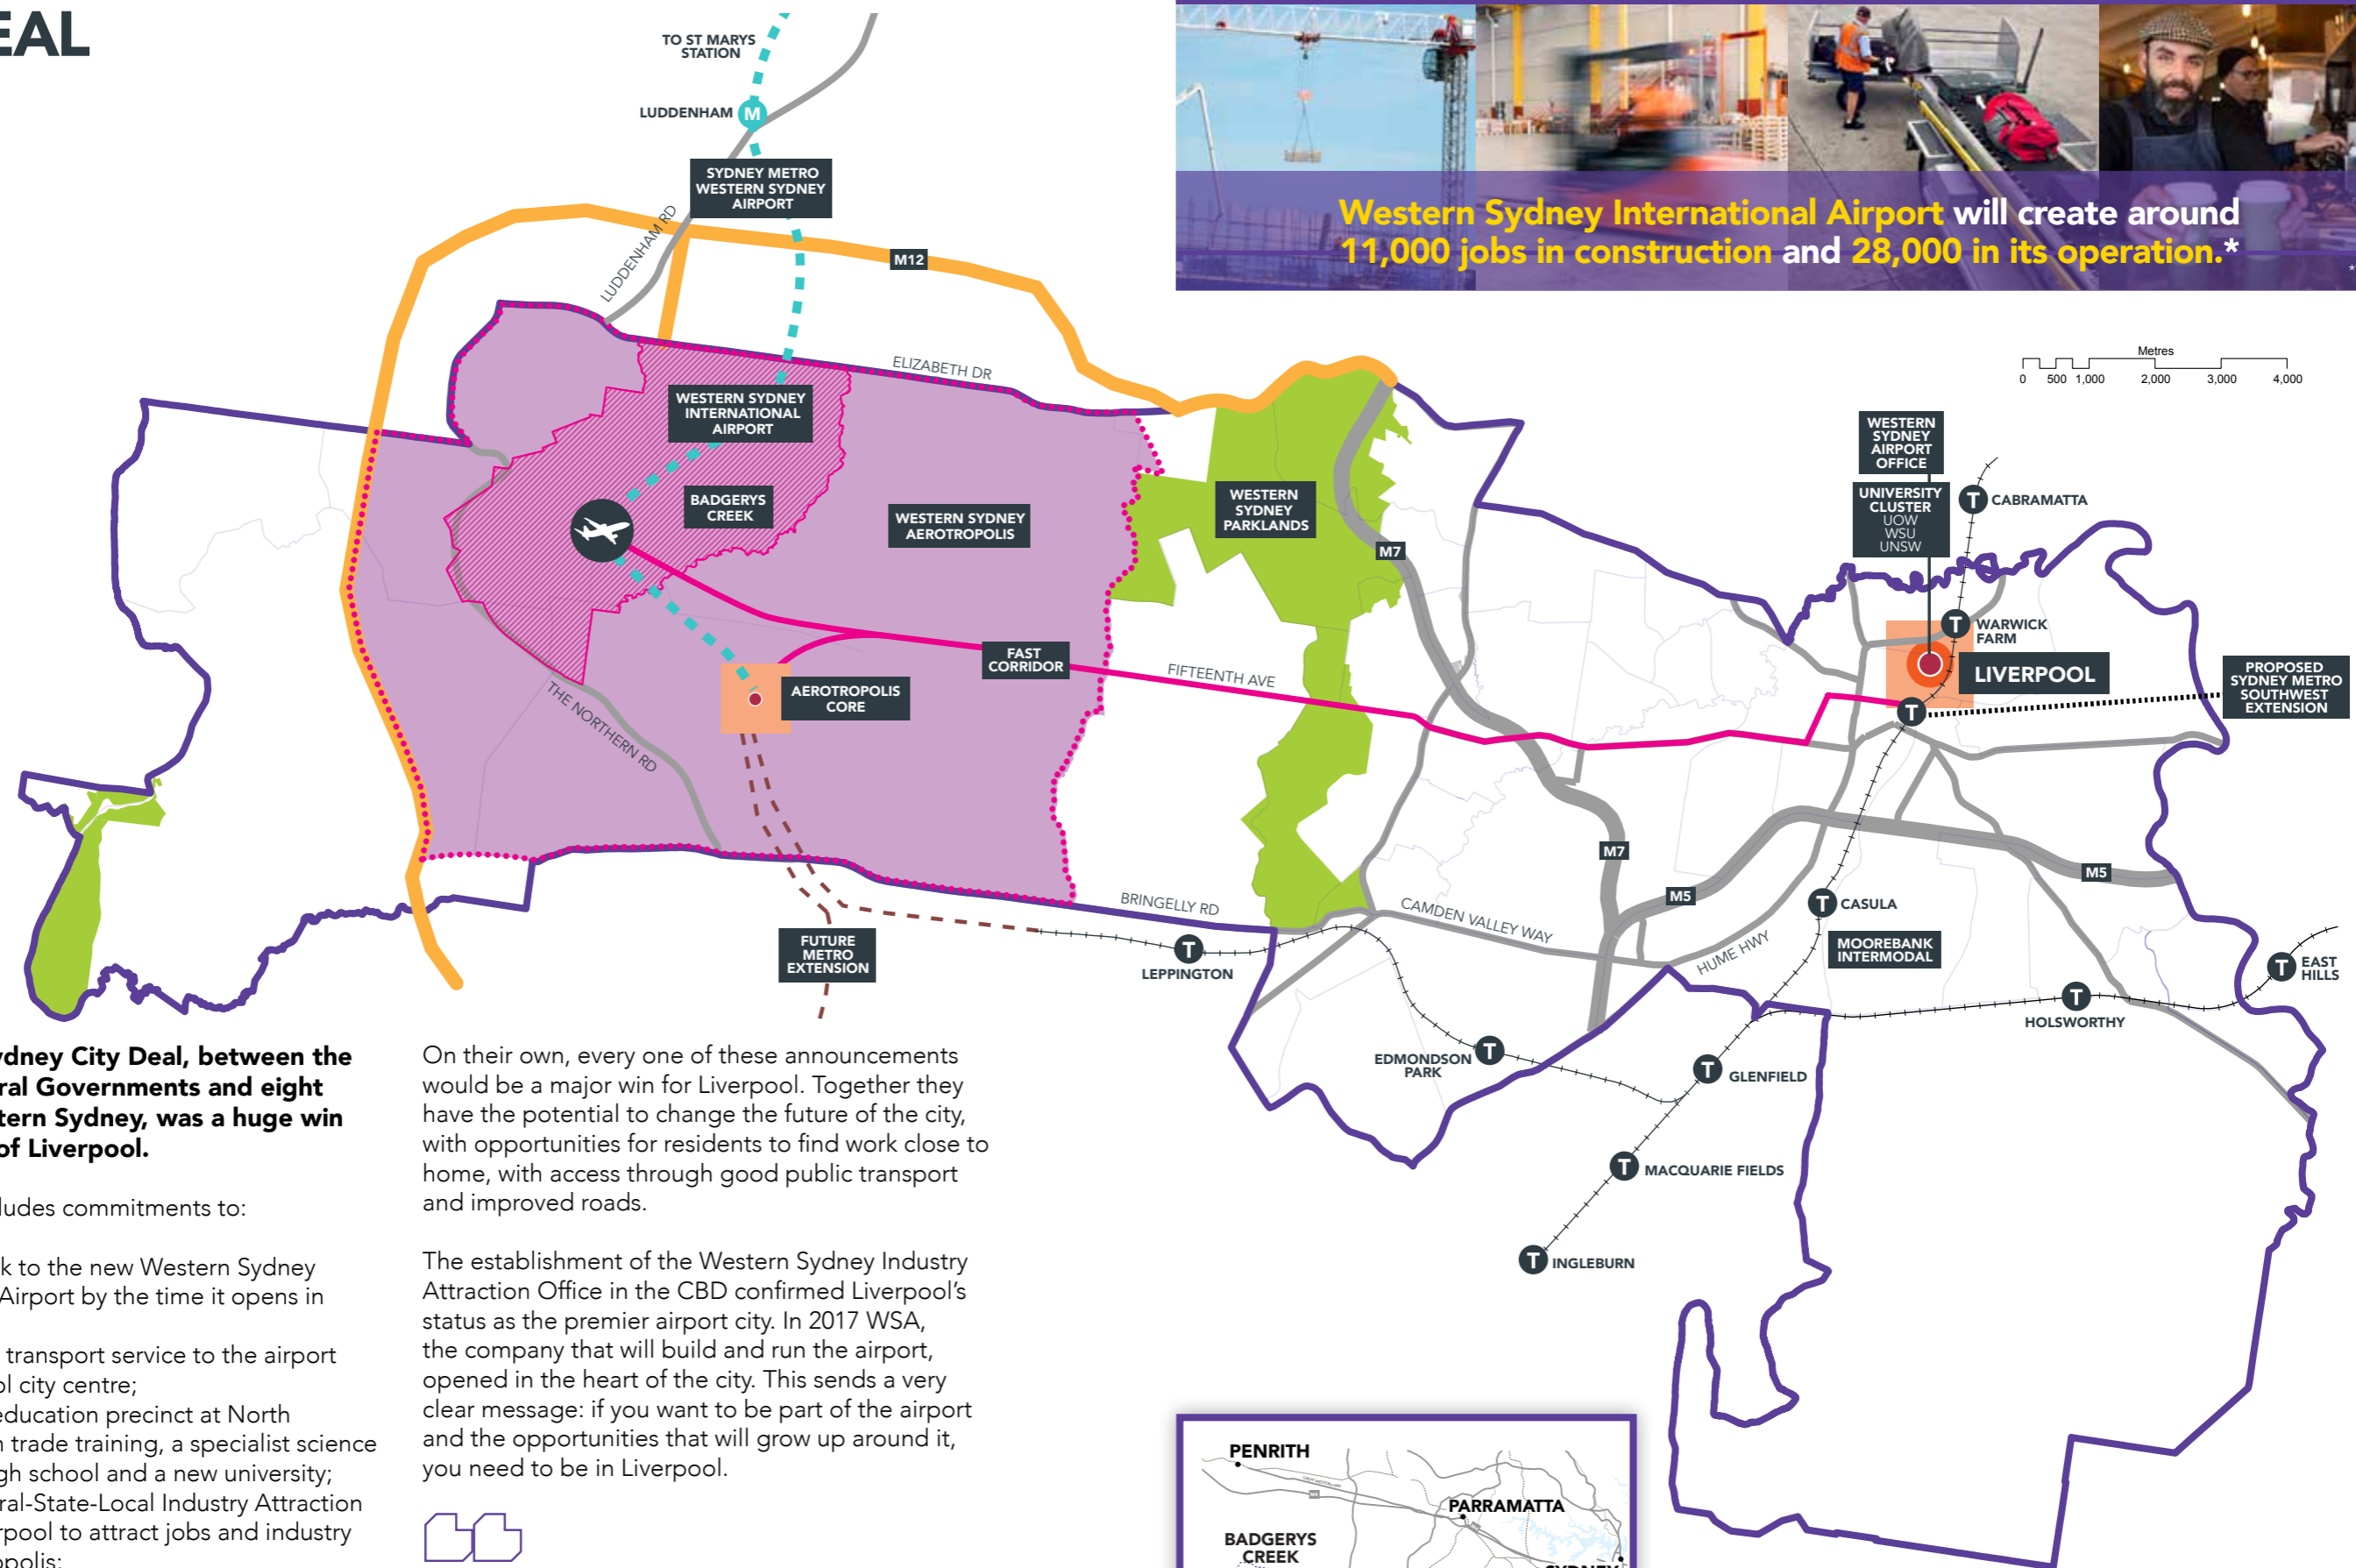 EAL
TO ST MARYS
STATION
LUDDENHAM
M
SYDNEY METRO
WESTERN SYDNEY
AIRPORT
LUDDENHAM RD
M12
ELIZABETH DR
WESTERN SYDNEY
INTERNATIONAL
AIRPORT
BADGERYS
CREEK
WESTERN SYDNEY
AEROTROPOLIS
WESTERN
SYDNEY
PARKLANDS
M7
FAST
CORRIDOR
FIFTEENTH AVE
AEROTROPOLIS
CORE
THE NORTHERN RD
FUTURE
METRO
EXTENSION
BRINGELLY RD
T
LEPPINGTON
CAMDEN VALLEY WAY
HUME HWY
M7
M5
M5
Western Sydney International Airport will create around
11,000 jobs in construction and 28,000 in its operation.*
*
Metres
0 500 1,000 2,000 3,000 4,000
WESTERN
SYDNEY
AIRPORT
OFFICE
UNIVERSITY
CLUSTER
UOW
WSU
UNSW
T CABRAMATTA
T WARWICK
FARM
LIVERPOOL
T
PROPOSED
SYDNEY METRO
SOUTHWEST
EXTENSION
T CASULA
MOOREBANK
INTERMODAL
T EAST
HILLS
T
HOLSWORTHY
EDMONDSON
PARK T
T GLENFIELD
T MACQUARIE FIELDS
T INGLEBURN
ydney City Deal, between the
ral Governments and eight
tern Sydney, was a huge win
of Liverpool.
ludes commitments to:
k to the new Western Sydney
Airport by the time it opens in
transport service to the airport
ol city centre;
education precinct at North
n trade training, a specialist science
gh school and a new university;
ral-State-Local Industry Attraction
rpool to attract jobs and industry
opolis;
On their own, every one of these announcements
would be a major win for Liverpool. Together they
have the potential to change the future of the city,
with opportunities for residents to find work close to
home, with access through good public transport
and improved roads.
The establishment of the Western Sydney Industry
Attraction Office in the CBD confirmed Liverpool's
status as the premier airport city. In 2017 WSA,
the company that will build and run the airport,
opened in the heart of the city. This sends a very
clear message: if you want to be part of the airport
and the opportunities that will grow up around it,
you need to be in Liverpool.
PENRITH
PARRAMATTA
BADGERYS
CREEK
SYDNEY